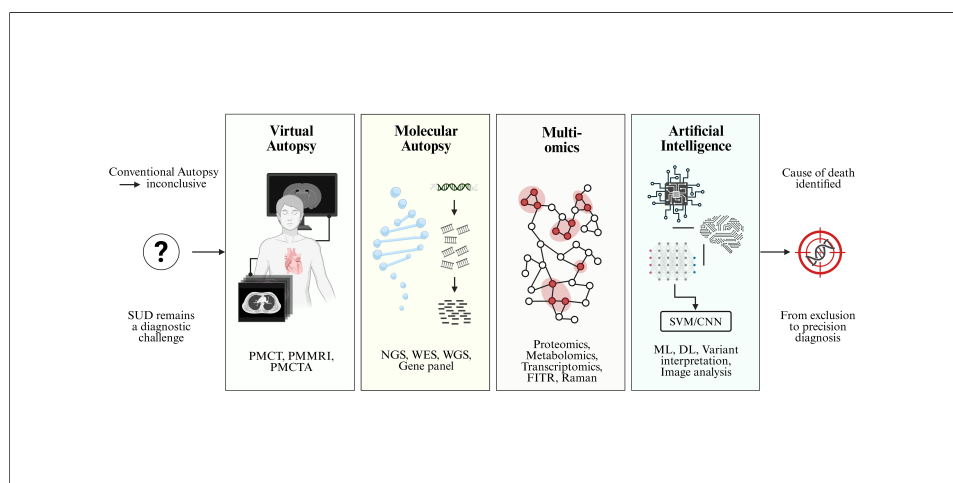 Conventional Autopsy
inconclusive
?
SUD remains
a diagnostic
challenge
Virtual
Autopsy
PMCT, PMMRI,
PMCTA
Molecular
Autopsy
NGS, WES, WGS,
Gene panel
Multi-
omics
Proteomics,
Metabolomics,
Transcriptomics,
FITR, Raman
Artificial
Intelligence
SVM/CNN
ML, DL, Variant
interpretation,
Image analysis
Cause of death
identified
From exclusion
to precision
diagnosis